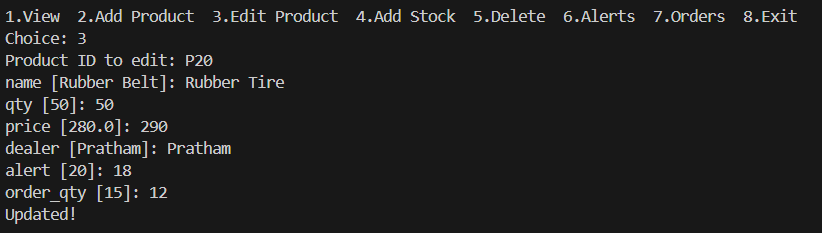 1.View  2.Add Product  3.Edit Product  4.Add Stock  5.Delete  6.Alerts  7.Orders  8.Exit
Choice: 3
Product ID to edit: P20
name [Rubber Belt]: Rubber Tire
qty [50]: 50
price [280.0]: 290
dealer [Pratham]: Pratham
alert [20]: 18
order_qty [15]: 12
Updated!